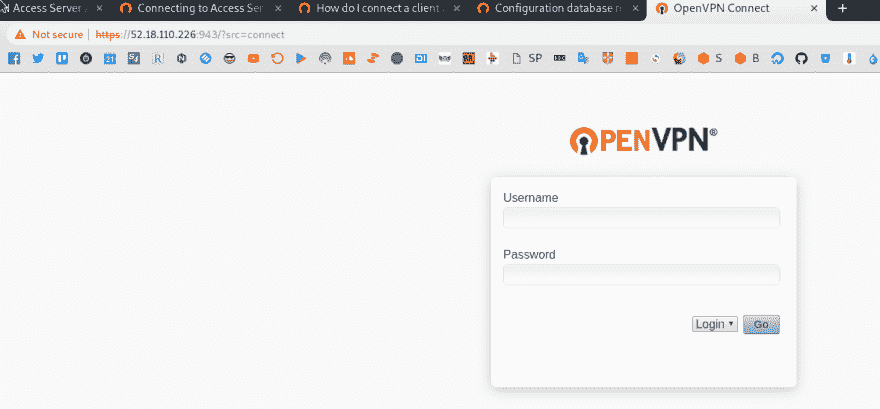 Access Server
Connecting to Access Ser
How do I connect a client
Configuration database r
OpenVPN Connect
Not secure
https://52.18.110.226:943/?src=connect
SP
BBC
S
B
OPENVPN®
Username
Password
Login
Go